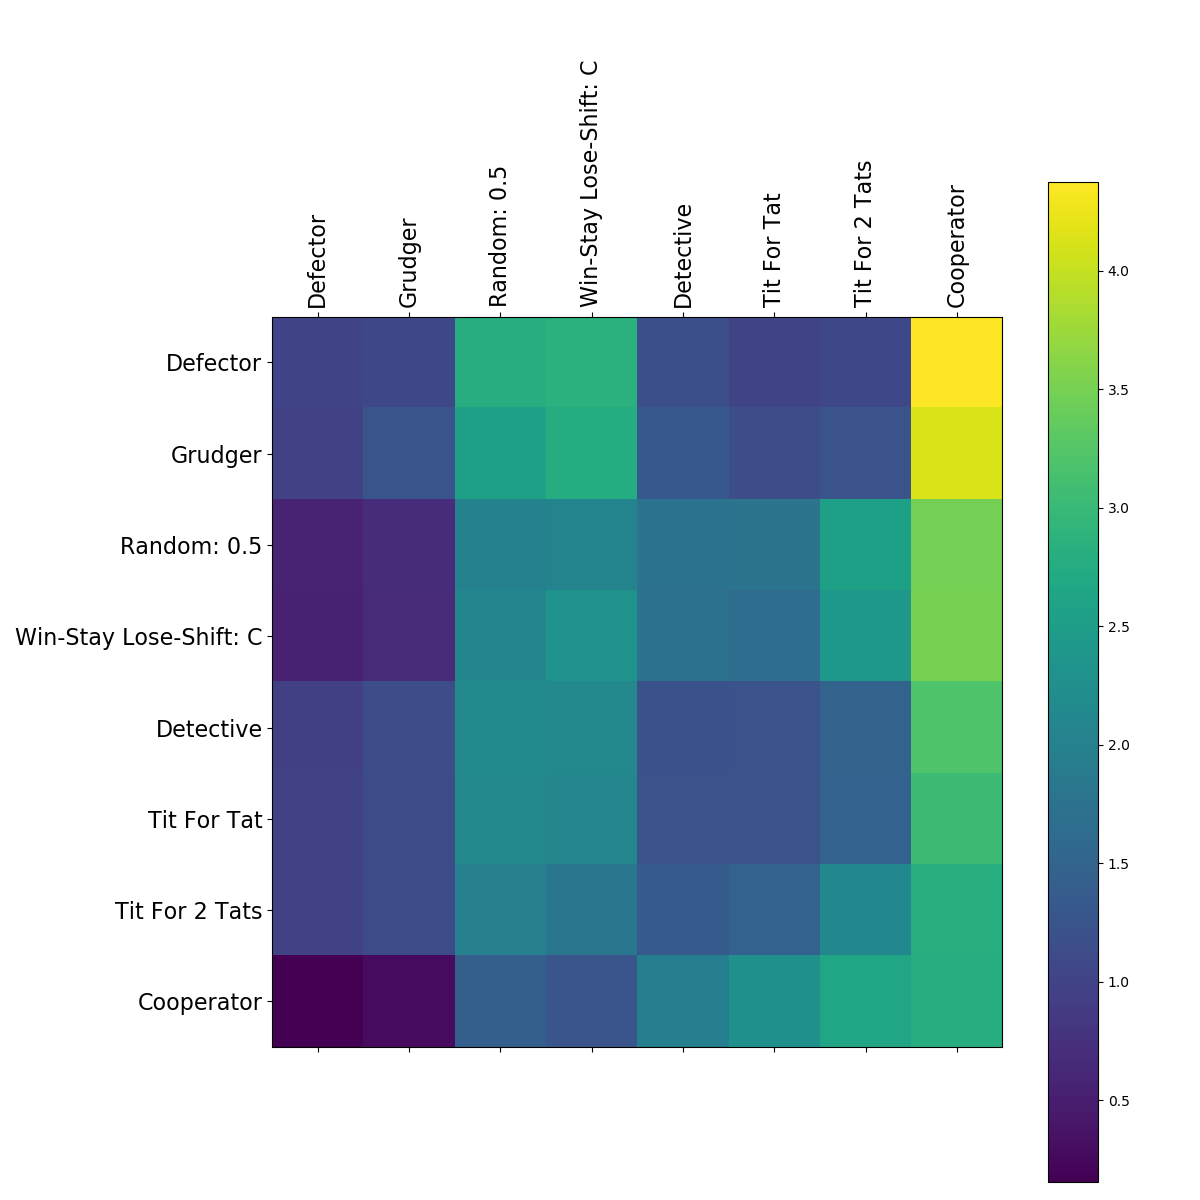 Defector
Grudger
Random: 0.5
Win-Stay Lose-Shift: C
Detective
Tit For Tat
Tit For 2 Tats
Cooperator
Defector
Grudger
Random: 0.5
Win-Stay Lose-Shift: C
Detective
Tit For Tat
Tit For 2 Tats
Cooperator
4.0
3.5
3.0
2.5
2.0
1.5
1.0
0.5